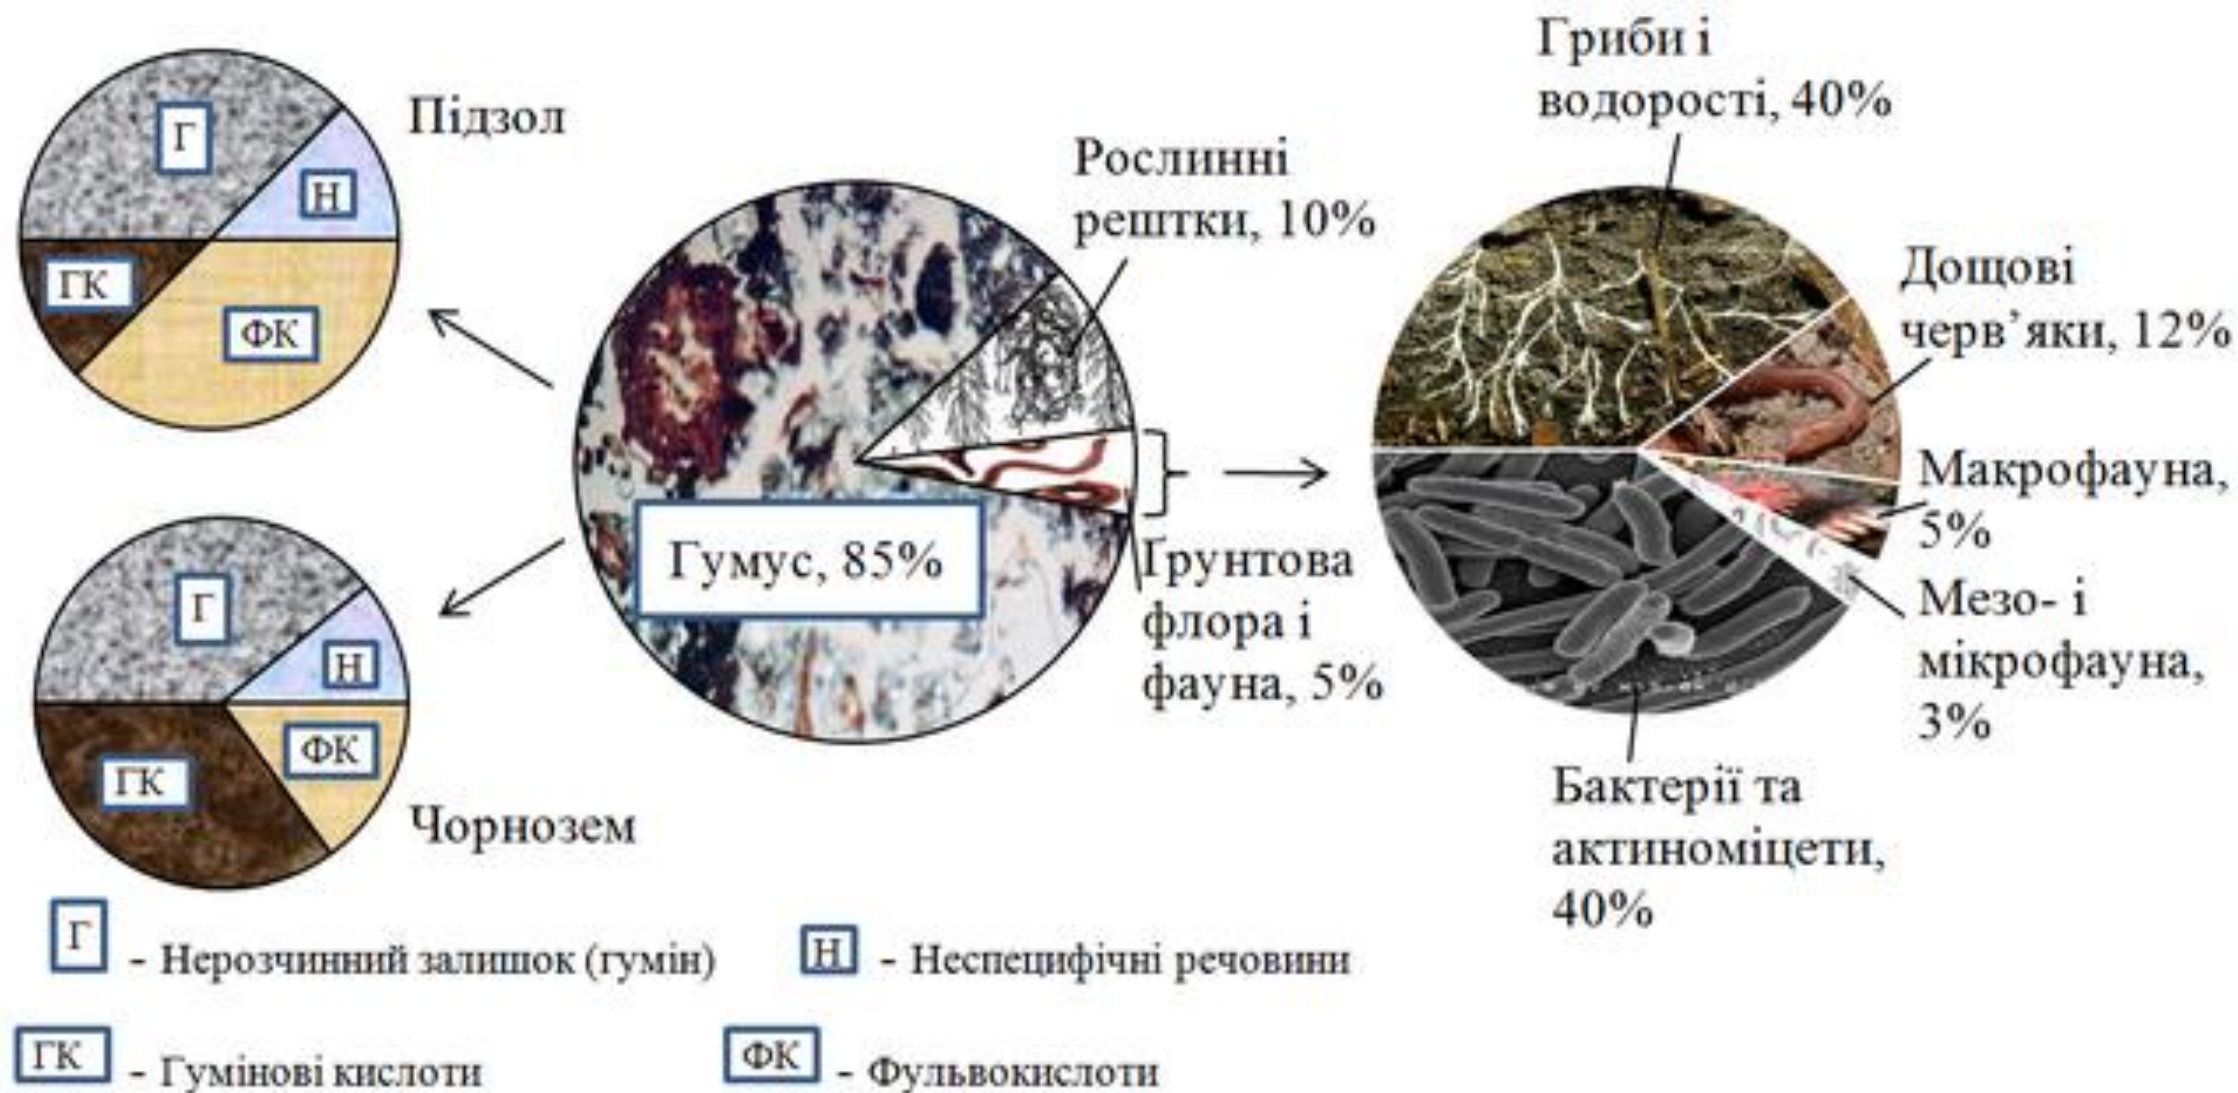 Г
Підзол
Н
ГК
ФК
Г
Н
ФК
ГК
Чорнозем
Рослинні
рештки, 10%
Гумус, 85%
Ґрунтова
флора і
фауна, 5%
Гриби і
водорості, 40%
Дощові
черв’яки, 12%
Макрофауна,
5%
Мезо- і
мікрофауна,
3%
Бактерії та
актиноміцети,
40%
Г - Нерозчинний залишок (гумін)
Н - Неспецифічні речовини
ГК - Гумінові кислоти
ФК - Фульвокислоти